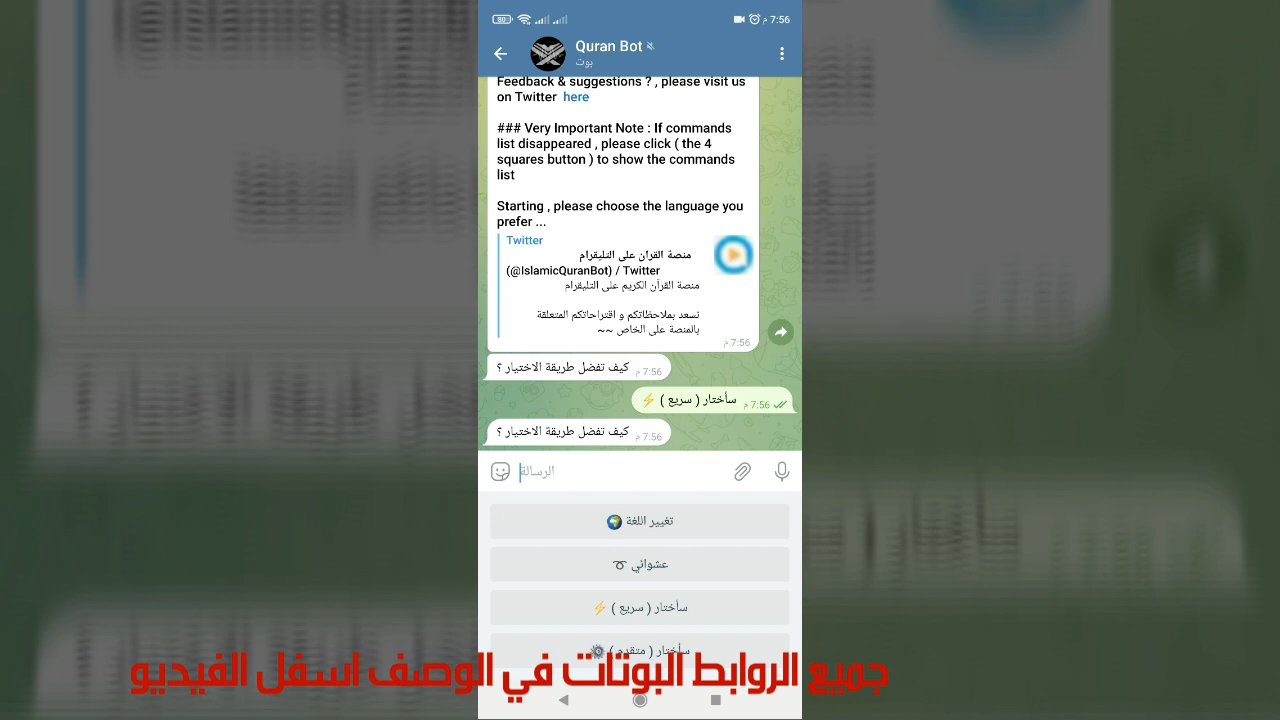 80
7:56 م
Quran Bot
بوت
Feedback & suggestions ? , please visit us
on Twitter here
### Very Important Note : If commands
list disappeared , please click ( the 4
squares button ) to show the commands
list
Starting , please choose the language you
prefer ...
Twitter
منصة القرآن على التليقرام
(@IslamicQuranBot) / Twitter
منصة القرآن الكريم على التليقرام
نسعد بملاحظاتكم و اقتراحاتكم المتعلقة
بالمنصة على الخاص ~~
7:56 م
كيف تفضل طريقة الاختيار ؟
7:56 م
سأختار ( سريع ) ⚡
7:56 م
كيف تفضل طريقة الاختيار ؟
7:56 م
الرسالة
تغيير اللغة 🌍
عشوائي ➰
سأختار ( سريع ) ⚡
سأختار ( متقدم ) ⚙
جميع الروابط البوتات في الوصف اسفل الفيديو